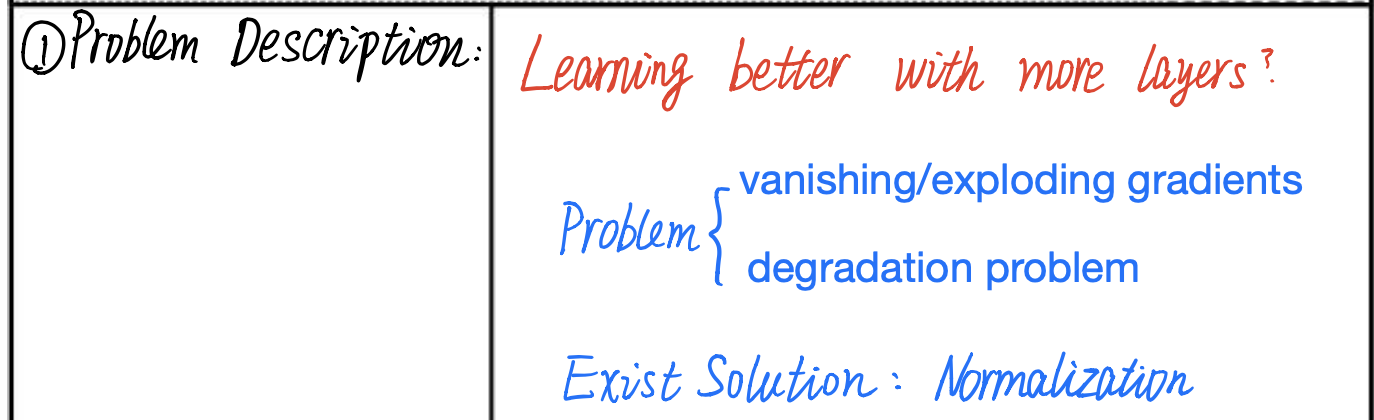 ①Problem Description:
Learning better with more layers?
vanishing/exploding gradients
Problem {
degradation problem
Exist Solution: Normalization